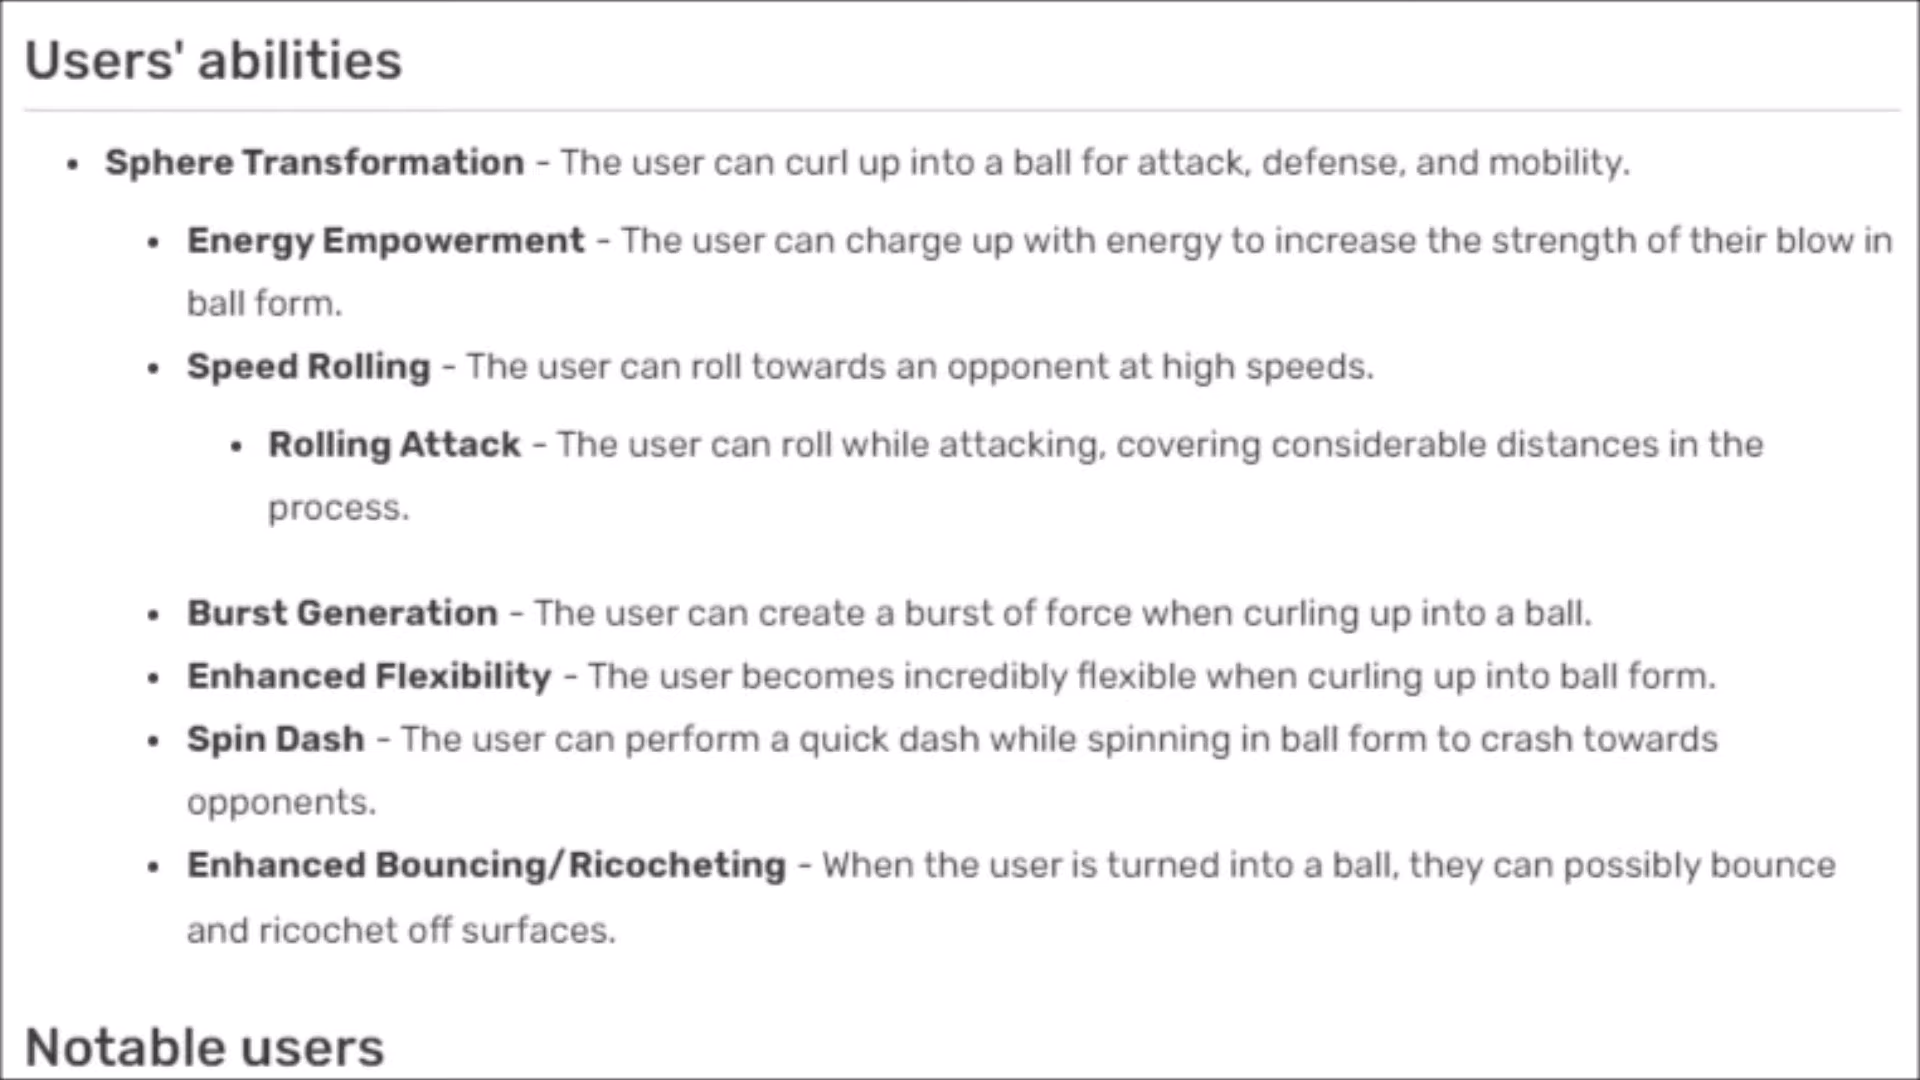 Users' abilities
• Sphere Transformation - The user can curl up into a ball for attack, defense, and mobility.
• Energy Empowerment - The user can charge up with energy to increase the strength of their blow in
ball form.
• Speed Rolling - The user can roll towards an opponent at high speeds.
• Rolling Attack - The user can roll while attacking, covering considerable distances in the
process.
• Burst Generation - The user can create a burst of force when curling up into a ball.
• Enhanced Flexibility - The user becomes incredibly flexible when curling up into ball form.
• Spin Dash - The user can perform a quick dash while spinning in ball form to crash towards
opponents.
• Enhanced Bouncing/Ricocheting - When the user is turned into a ball, they can possibly bounce
and ricochet off surfaces.
Notable users